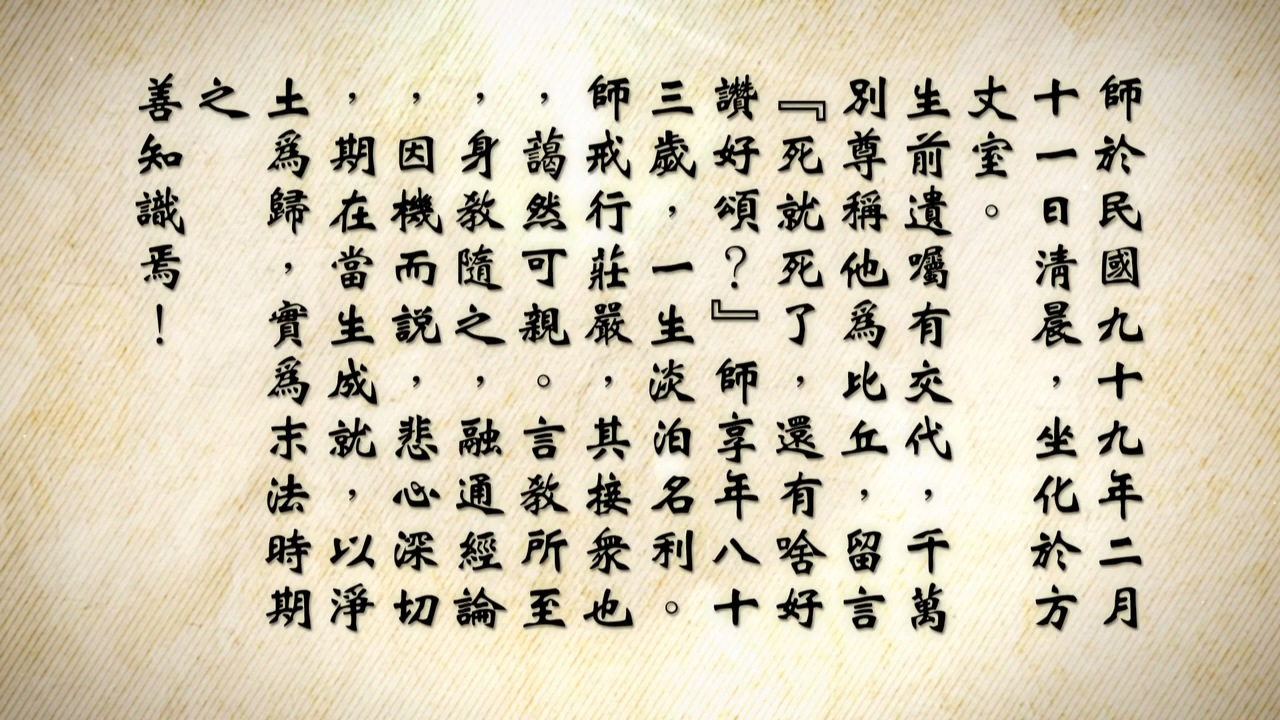 師於民國九十九年二月
十一日清晨，坐化於方
丈室。
生前遺囑有交代，千萬
別尊稱他爲比丘，留言
『死就死了，還有啥好
讚好頌？』師享年八十
三歲，一生淡泊名利。
師戒行莊嚴，其接衆也
，藹然可親。言教所至
，身教隨之，融通經論
，因機而說，悲心深切
，期在當生成就，以淨
土爲歸，實爲末法時期
之
善知識焉！